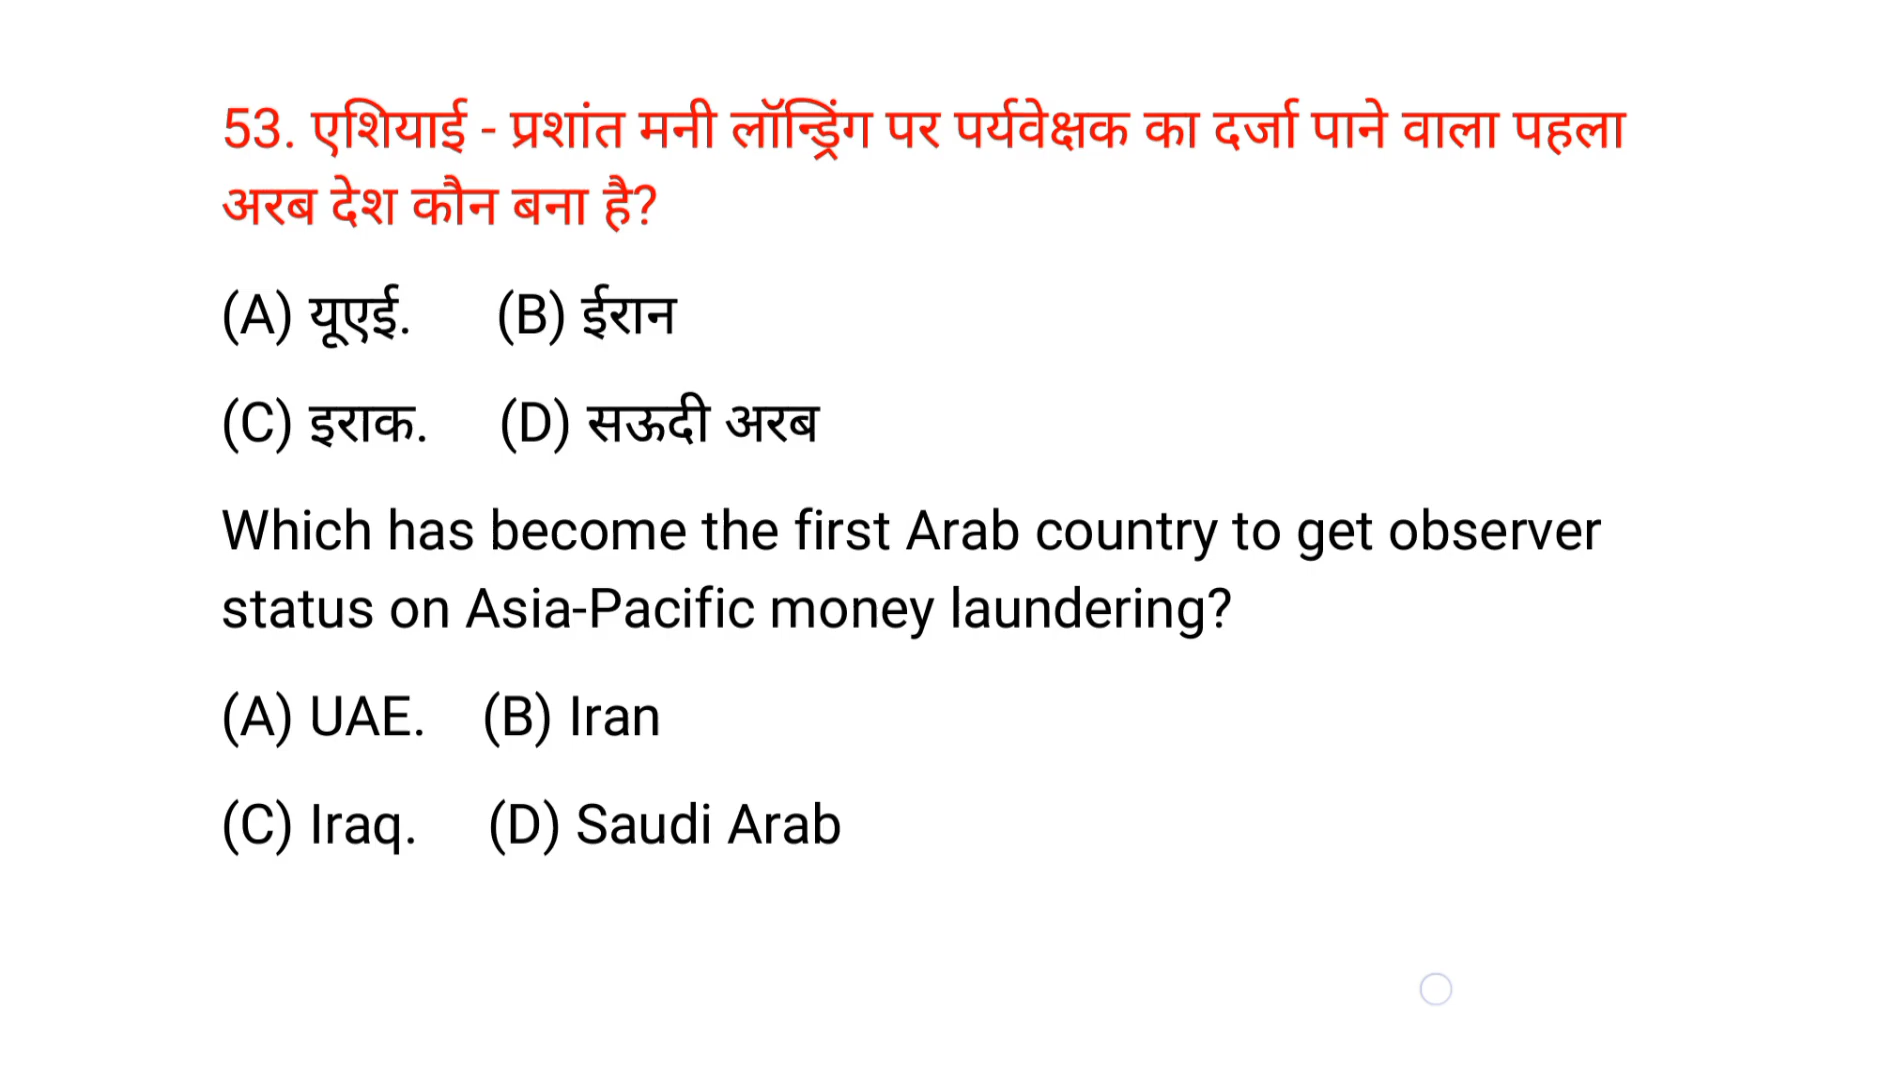 53. एशियाई - प्रशांत मनी लॉन्ड्रिंग पर पर्यवेक्षक का दर्जा पाने वाला पहला
अरब देश कौन बना है?
(A) यूएई. (B) ईरान
(C) इराक. (D) सऊदी अरब
Which has become the first Arab country to get observer
status on Asia-Pacific money laundering?
(A) UAE. (B) Iran
(C) Iraq. (D) Saudi Arab